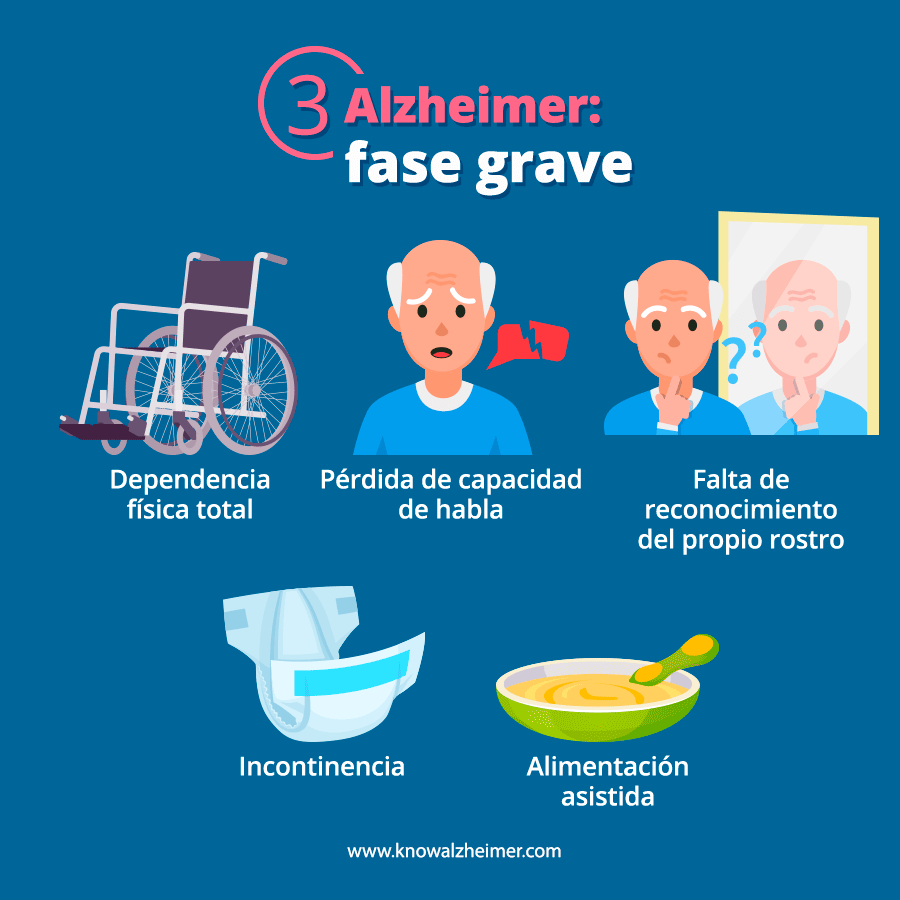 3 Alzheimer:
fase grave
Dependencia
física total
Pérdida de capacidad
de habla
??
Falta de
reconocimiento
del propio rostro
Incontinencia
Alimentación
asistida
www.knowalzheimer.com